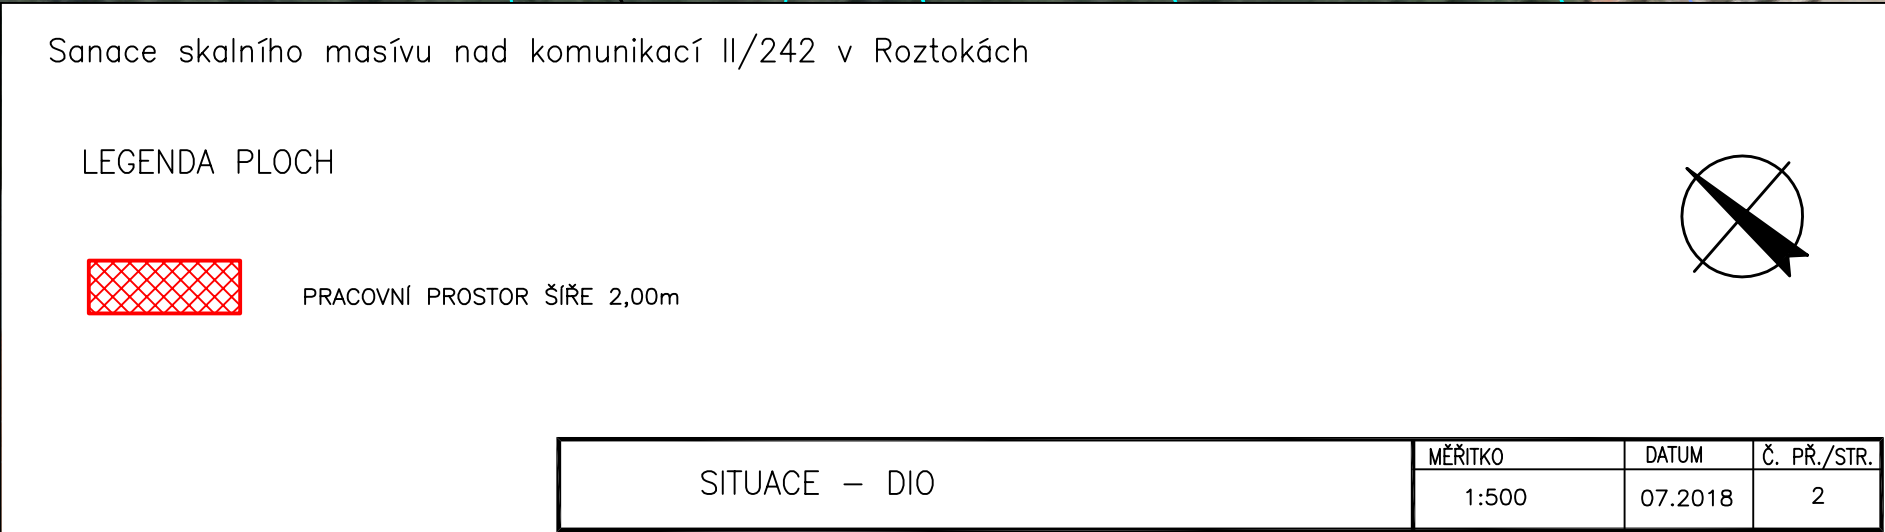 Sanace skalního masívu nad komunikací II/242 v Roztokách
LEGENDA PLOCH
PRACOVNÍ PROSTOR ŠÍŘE 2,00m
SITUACE – DIO
MĚŘITKO
1:500
DATUM
07.2018
Č. PŘ./STR.
2